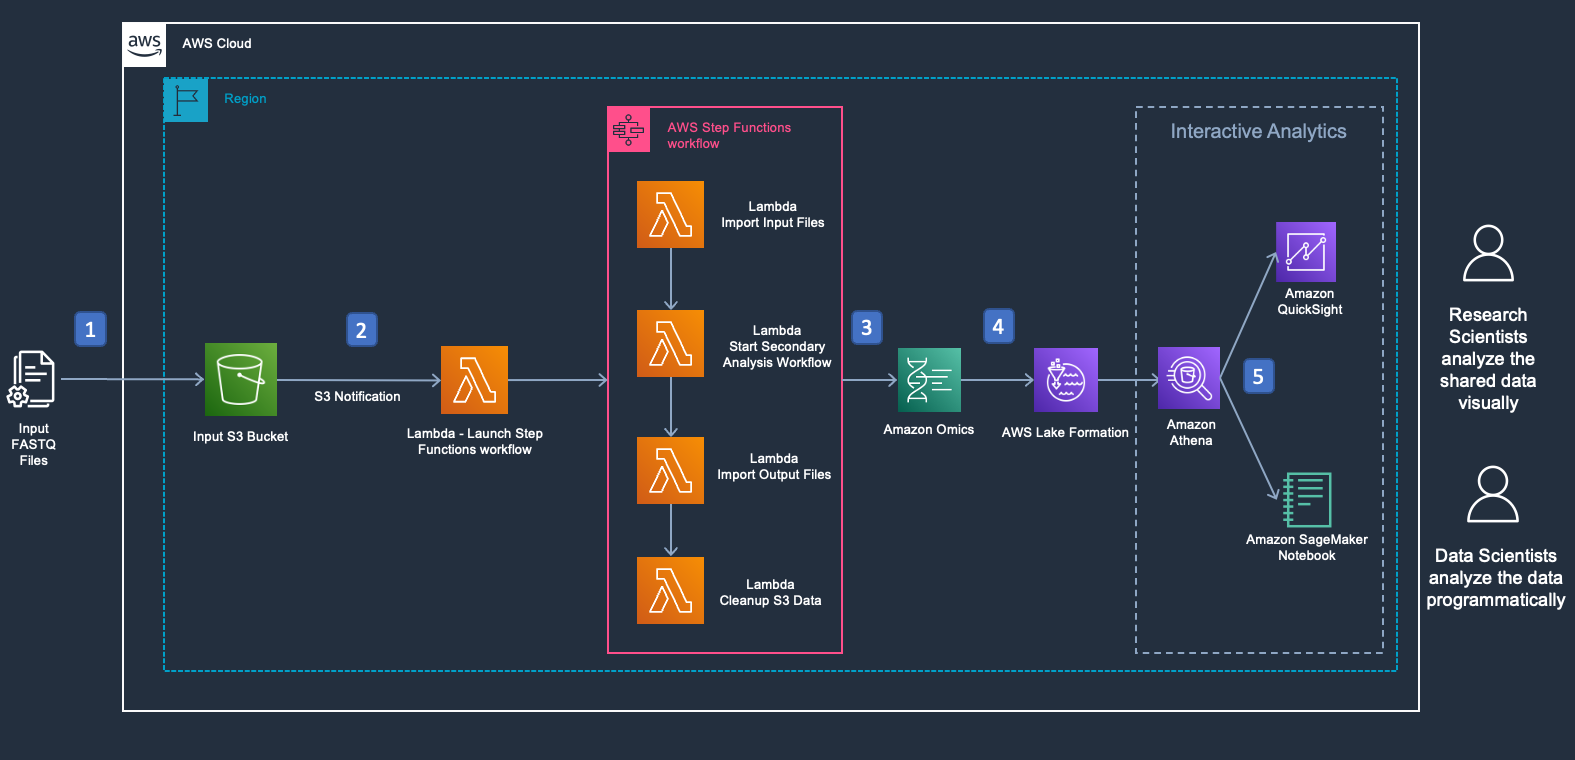 aws
AWS Cloud
Region
AWS Step Functions
workflow
Interactive Analytics
Lambda
Import Input Files
Lambda
Start Secondary
Analysis Workflow
Lambda
Import Output Files
Lambda
Cleanup S3 Data
1
Input
FASTQ
Files
Input S3 Bucket
2
S3 Notification
Lambda - Launch Step
Functions workflow
3
Amazon Omics
4
AWS Lake Formation
Amazon
Athena
5
Amazon
QuickSight
Amazon SageMaker
Notebook
Research
Scientists
analyze the
shared data
visually
Data Scientists
analyze the data
programmatically